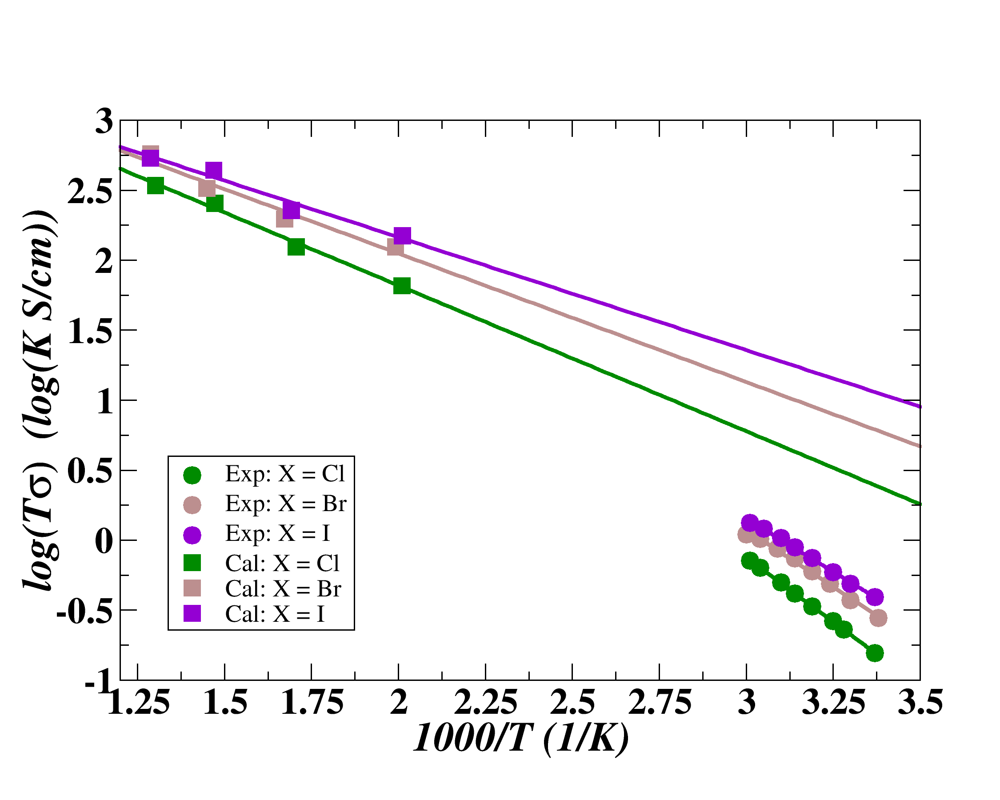 3
2.5
2
1.5
1
0.5
0
-0.5
-1
log(Tσ) (log(K S/cm))
Exp: X = Cl
Exp: X = Br
Exp: X = I
Cal: X = Cl
Cal: X = Br
Cal: X = I
1.25 1.5 1.75 2 2.25 2.5 2.75 3 3.25 3.5
1000/T (1/K)